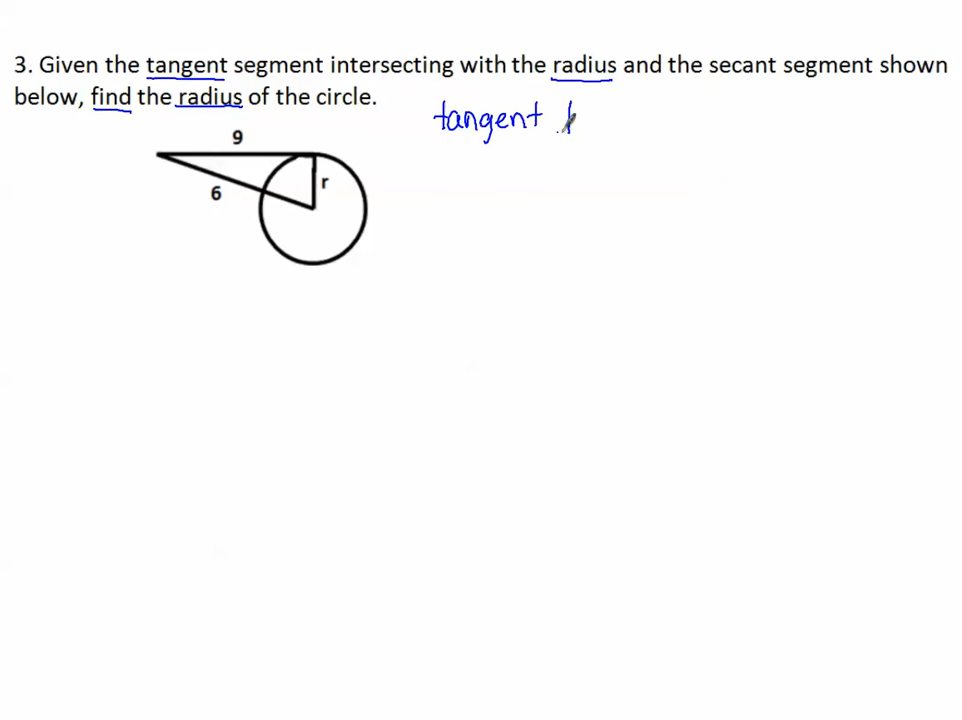 3. Given the tangent segment intersecting with the radius and the secant segment shown
below, find the radius of the circle.
tangent
9
r
6